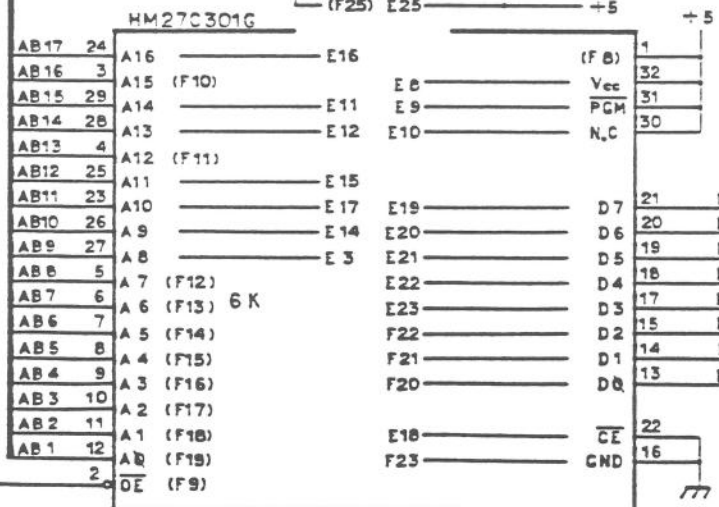 (F25) E25 +5
HM27C301G +5
AB17 24 A16 E16 (F8) 1
AB16 3 A15 (F10) E8 Vcc 32
AB15 29 A14 E11 E9 PGM 31
AB14 28 A13 E12 E10 N.C 30
AB13 4 A12 (F11)
AB12 25 A11 E15
AB11 23 A10 E17 E19 D7 21
AB10 26 A9 E14 E20 D6 20
AB9 27 A8 E3 E21 D5 19
AB8 5 A7 (F12) E22 D4 18
AB7 6 A6 (F13) 6K E23 D3 17
AB6 7 A5 (F14) F22 D2 15
AB5 8 A4 (F15) F21 D1 14
AB4 9 A3 (F16) F20 D0 13
AB3 10 A2 (F17)
AB2 11 A1 (F18) E18 CE 22
AB1 12 A0 (F19) F23 GND 16
2 OE (F9)